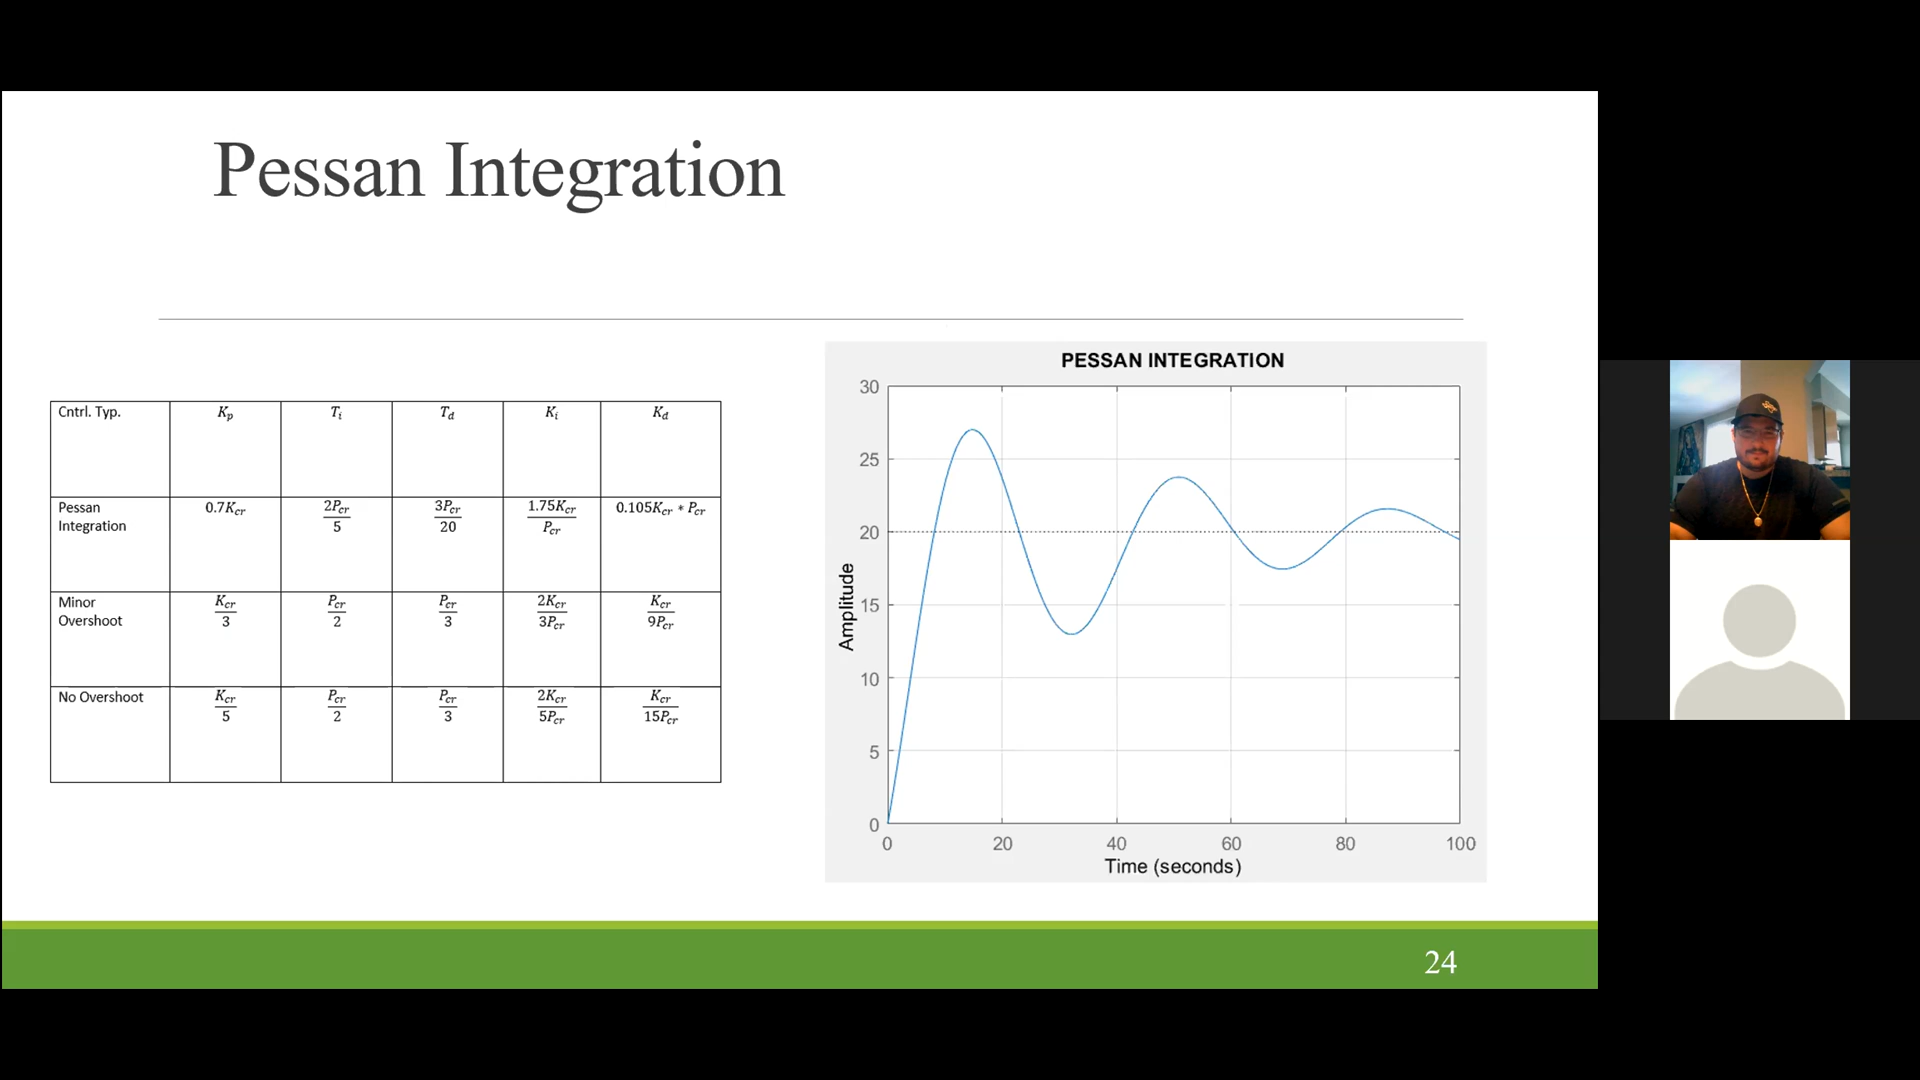 Pessan Integration
Cntrl. Typ. K_p T_i T_d K_i K_d
Pessan Integration 0.7K_cr 2P_cr/5 3P_cr/20 1.75K_cr/P_cr 0.105K_cr * P_cr
Minor Overshoot K_cr/3 P_cr/2 P_cr/3 2K_cr/3P_cr K_cr/9P_cr
No Overshoot K_cr/5 P_cr/2 P_cr/3 2K_cr/5P_cr K_cr/15P_cr
PESSAN INTEGRATION
30
25
20
15
10
5
0
Amplitude
0 20 40 60 80 100
Time (seconds)
24